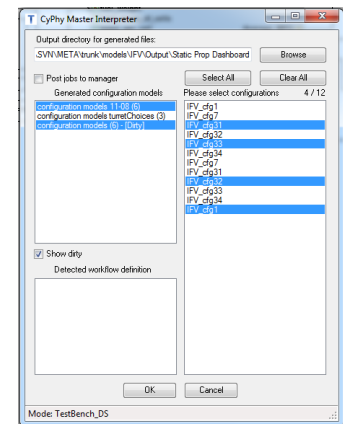 CyPhy Master Interpreter
Output directory for generated files:
.SVN\META\trunk\models\IFV\Output\Static Prop Dashboard
Browse
Post jobs to manager
Select All
Clear All
Generated configuration models
Please select configurations 4 / 12
configuration models 11-08 (6)
configuration models turretChoices (3)
configuration models (6) - [Dirty]
IFV_cfg1
IFV_cfg7
IFV_cfg31
IFV_cfg32
IFV_cfg33
IFV_cfg34
IFV_cfg7
IFV_cfg31
IFV_cfg32
IFV_cfg33
IFV_cfg34
IFV_cfg1
Show dirty
Detected workflow definition
OK
Cancel
Mode: TestBench_DS